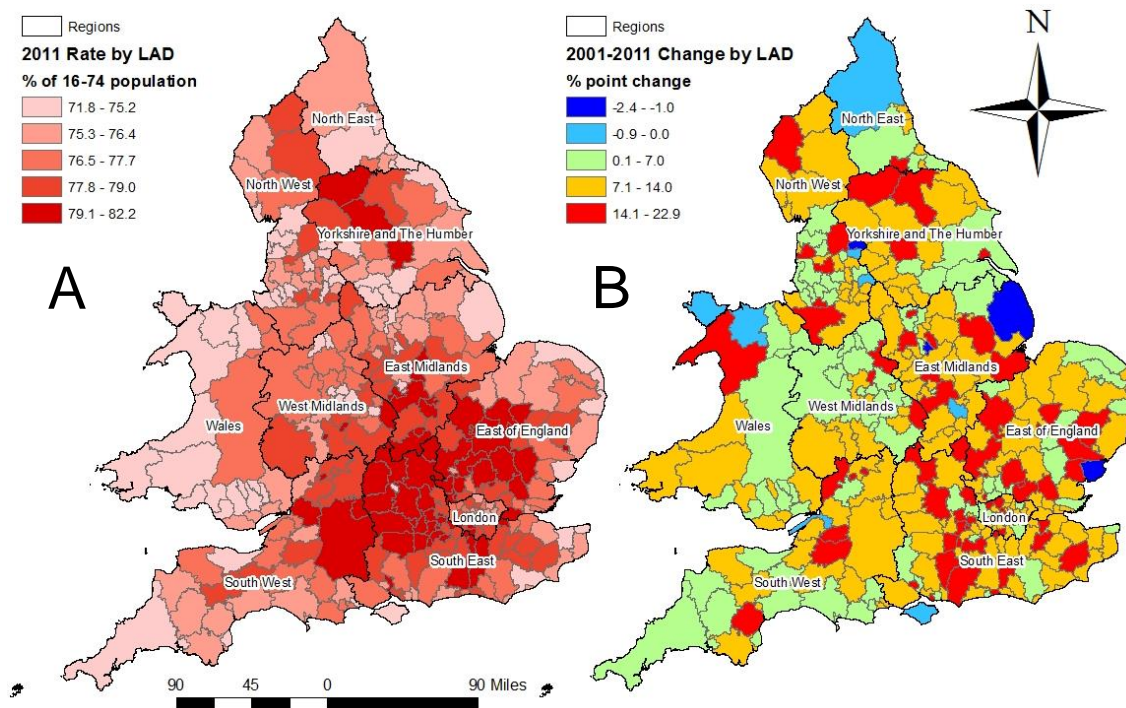 Regions
2011 Rate by LAD
% of 16-74 population
71.8 - 75.2
75.3 - 76.4
76.5 - 77.7
77.8 - 79.0
79.1 - 82.2
North East
North West
Yorkshire and The Humber
A
East Midlands
West Midlands
Wales
East of England
London
South East
South West
90 45 0 90 Miles
Regions
2001-2011 Change by LAD
% point change
-2.4 - -1.0
-0.9 - 0.0
0.1 - 7.0
7.1 - 14.0
14.1 - 22.9
N
North East
North West
Yorkshire and The Humber
B
East Midlands
West Midlands
Wales
East of England
London
South East
South West